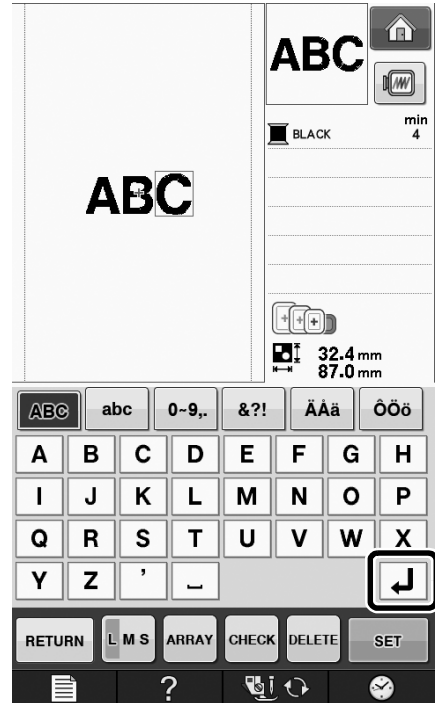 ABC
BLACK
min
4
ABC
32.4 mm
87.0 mm
ABC abc 0~9,. &?! ÄÅä ÔÖö
A B C D E F G H
I J K L M N O P
Q R S T U V W X
Y Z ' ⎵ ↵
RETURN L M S ARRAY CHECK DELETE SET
?